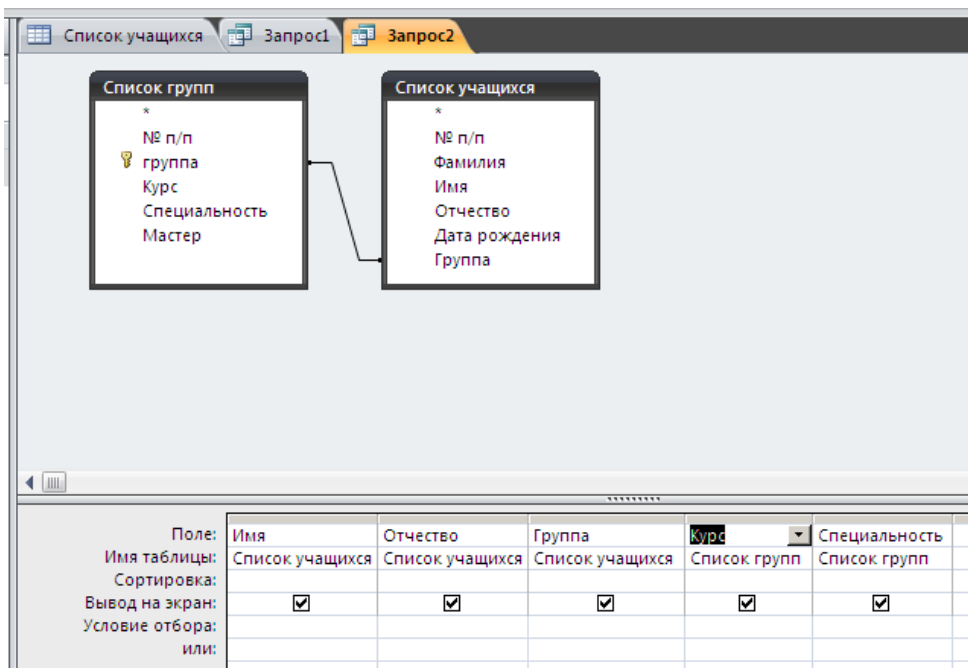 Список учащихся Запрос1 Запрос2
Список групп
*
№ п/п
группа
Курс
Специальность
Мастер
Список учащихся
*
№ п/п
Фамилия
Имя
Отчество
Дата рождения
Группа
Поле: Имя Отчество Группа Курс Специальность
Имя таблицы: Список учащихся Список учащихся Список учащихся Список групп Список групп
Сортировка:
Вывод на экран:
Условие отбора:
или: